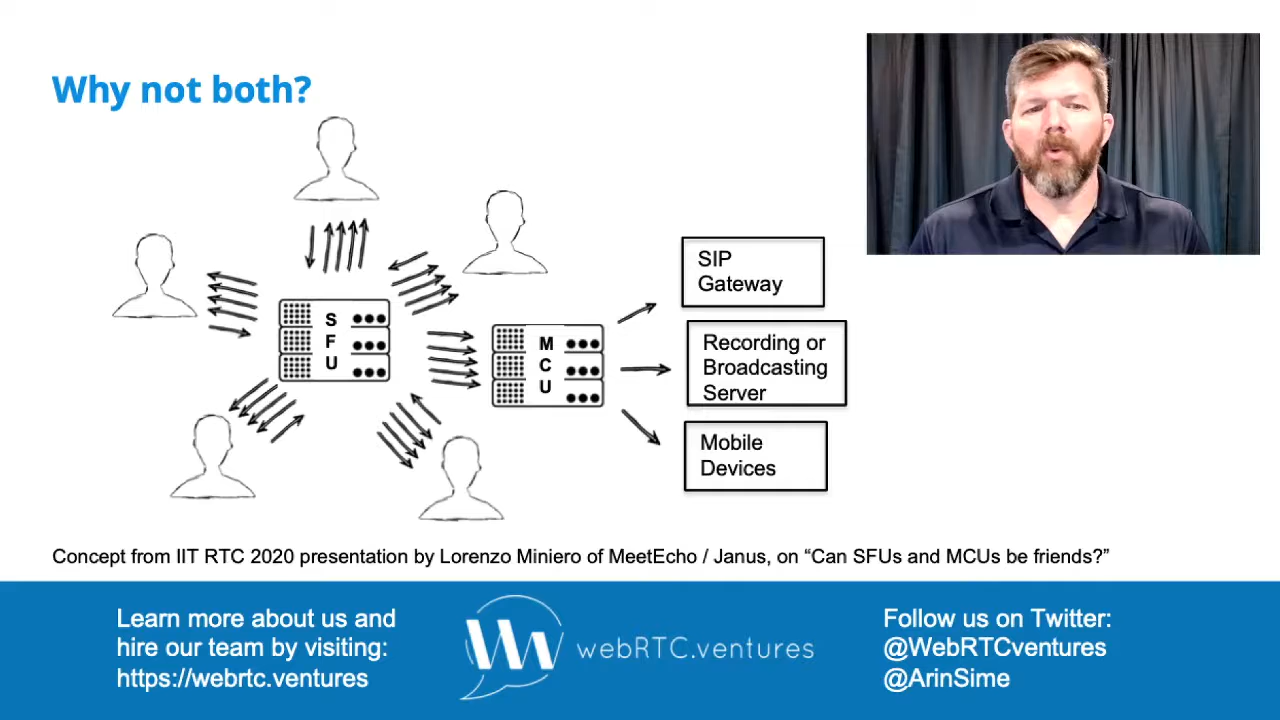 Why not both?
S
F
U
M
C
U
SIP
Gateway
Recording or
Broadcasting
Server
Mobile
Devices
Concept from IIT RTC 2020 presentation by Lorenzo Miniero of MeetEcho / Janus, on “Can SFUs and MCUs be friends?”
Learn more about us and
hire our team by visiting:
https://webrtc.ventures
webRTC.ventures
Follow us on Twitter:
@WebRTCventures
@ArinSime